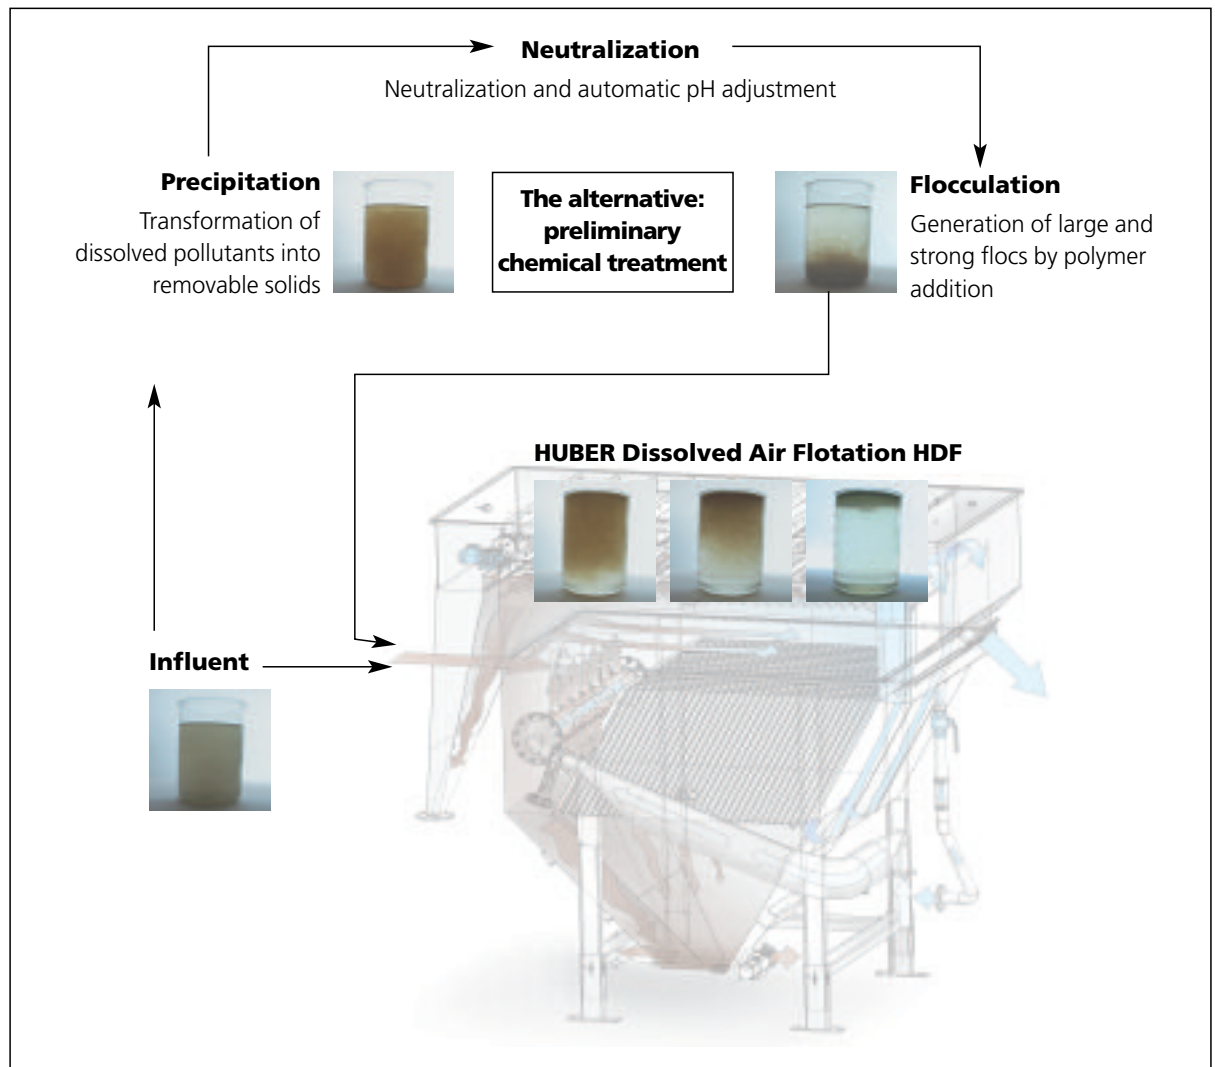 Neutralization
Neutralization and automatic pH adjustment
Precipitation
Transformation of
dissolved pollutants into
removable solids
The alternative:
preliminary
chemical treatment
Flocculation
Generation of large and
strong flocs by polymer
addition
HUBER Dissolved Air Flotation HDF
Influent